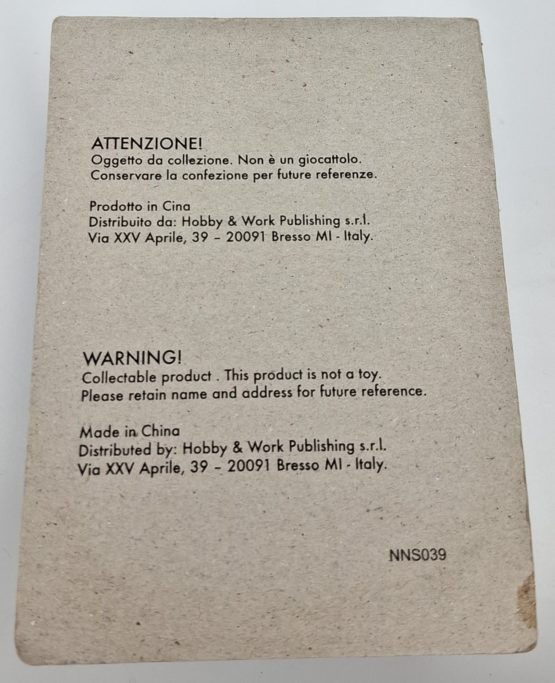 ATTENZIONE!
Oggetto da collezione. Non è un giocattolo.
Conservare la confezione per future referenze.
Prodotto in Cina
Distribuito da: Hobby & Work Publishing s.r.l.
Via XXV Aprile, 39 – 20091 Bresso MI - Italy.
WARNING!
Collectable product . This product is not a toy.
Please retain name and address for future reference.
Made in China
Distributed by: Hobby & Work Publishing s.r.l.
Via XXV Aprile, 39 – 20091 Bresso MI - Italy.
NNS039